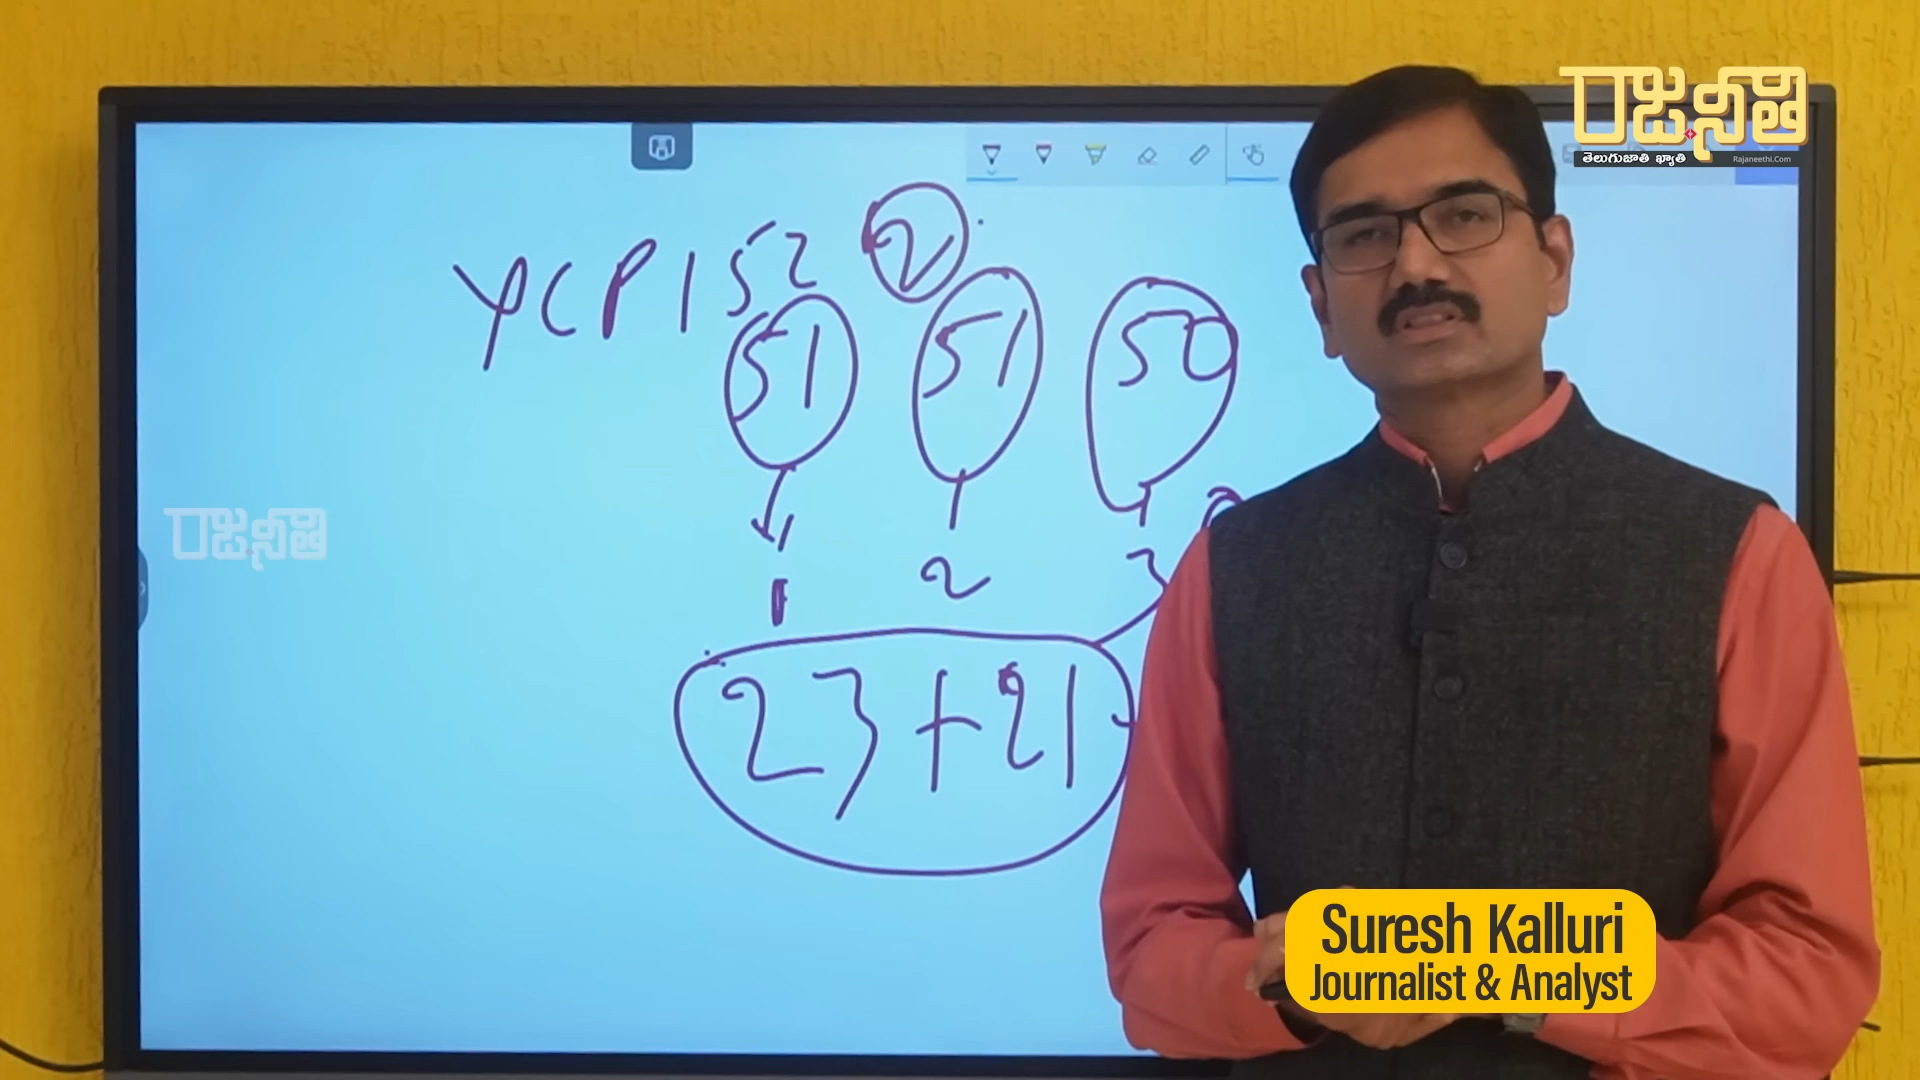 రాజనీతి
తెలుగుజాతి ఖ్యాతి Rajaneethi.Com
YCP 152 2
51 51 50
రాజనీతి
1 2 3
23 + 21
Suresh Kalluri
Journalist & Analyst